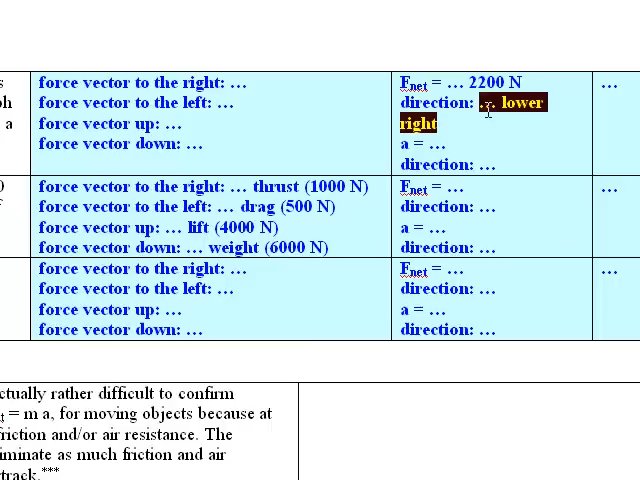 s
force vector to the right: …
Fnet = … 2200 N
…
ph
force vector to the left: …
direction: … lower
a
force vector up: …
right
force vector down: …
a = …
direction: …
force vector to the right: … thrust (1000 N)
Fnet = …
…
force vector to the left: … drag (500 N)
direction: …
force vector up: … lift (4000 N)
a = …
force vector down: … weight (6000 N)
direction: …
force vector to the right: …
Fnet = …
…
force vector to the left: …
direction: …
force vector up: …
a = …
force vector down: …
direction: …
ctually rather difficult to confirm
t = m a, for moving objects because at
friction and/or air resistance. The
iminate as much friction and air
rtrack.***